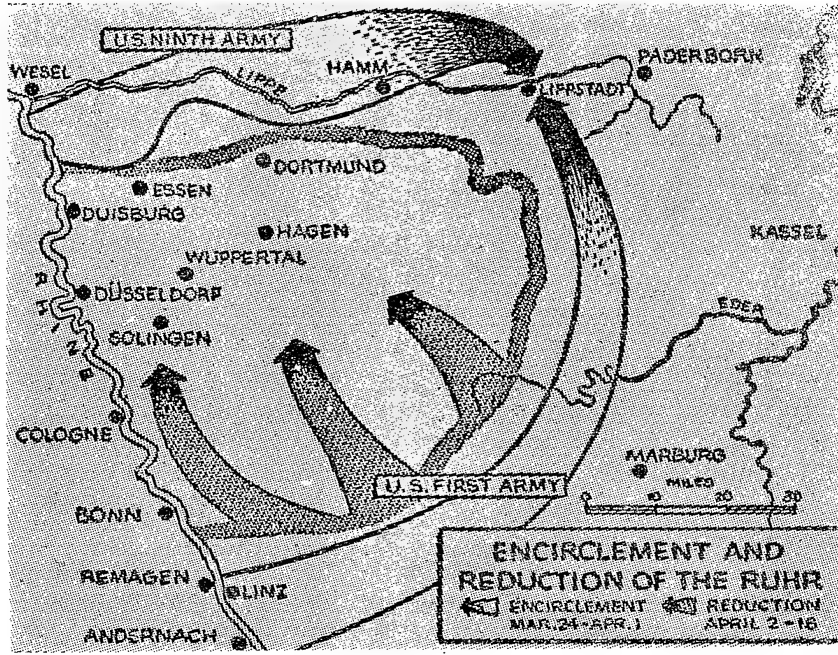 U.S. NINTH ARMY
WESEL
LIPPE
HAMM
LIPPSTADT
PADERBORN
DORTMUND
ESSEN
DUISBURG
HAGEN
KASSEL
WUPPERTAL
DÜSSELDORF
RHINE
SOLINGEN
EDER
COLOGNE
MARBURG
U.S. FIRST ARMY
MILES
0 10 20 30
BONN
REMAGEN
LINZ
ANDERNACH
ENCIRCLEMENT AND
REDUCTION OF THE RUHR
ENCIRCLEMENT REDUCTION
MAR. 24-APR. 1 APRIL 2-18